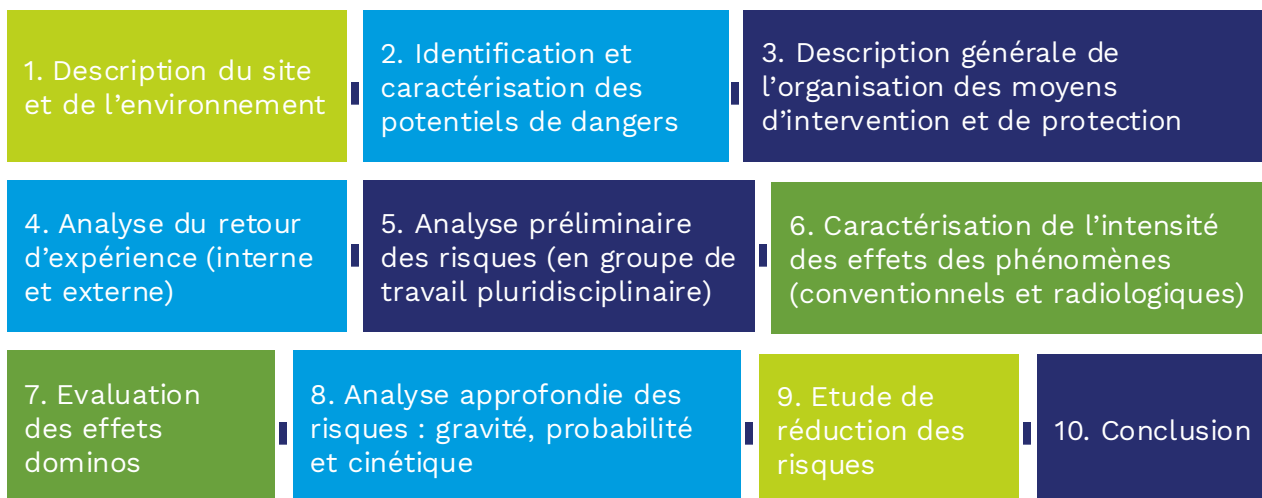 1. Description du site
et de l’environnement
2. Identification et
caractérisation des
potentiels de dangers
3. Description générale de
l’organisation des moyens
d’intervention et de protection
4. Analyse du retour
d’expérience (interne
et externe)
5. Analyse préliminaire
des risques (en groupe de
travail pluridisciplinaire)
6. Caractérisation de l’intensité
des effets des phénomènes
(conventionnels et radiologiques)
7. Evaluation
des effets
dominos
8. Analyse approfondie des
risques : gravité, probabilité
et cinétique
9. Etude de
réduction des
risques
10. Conclusion